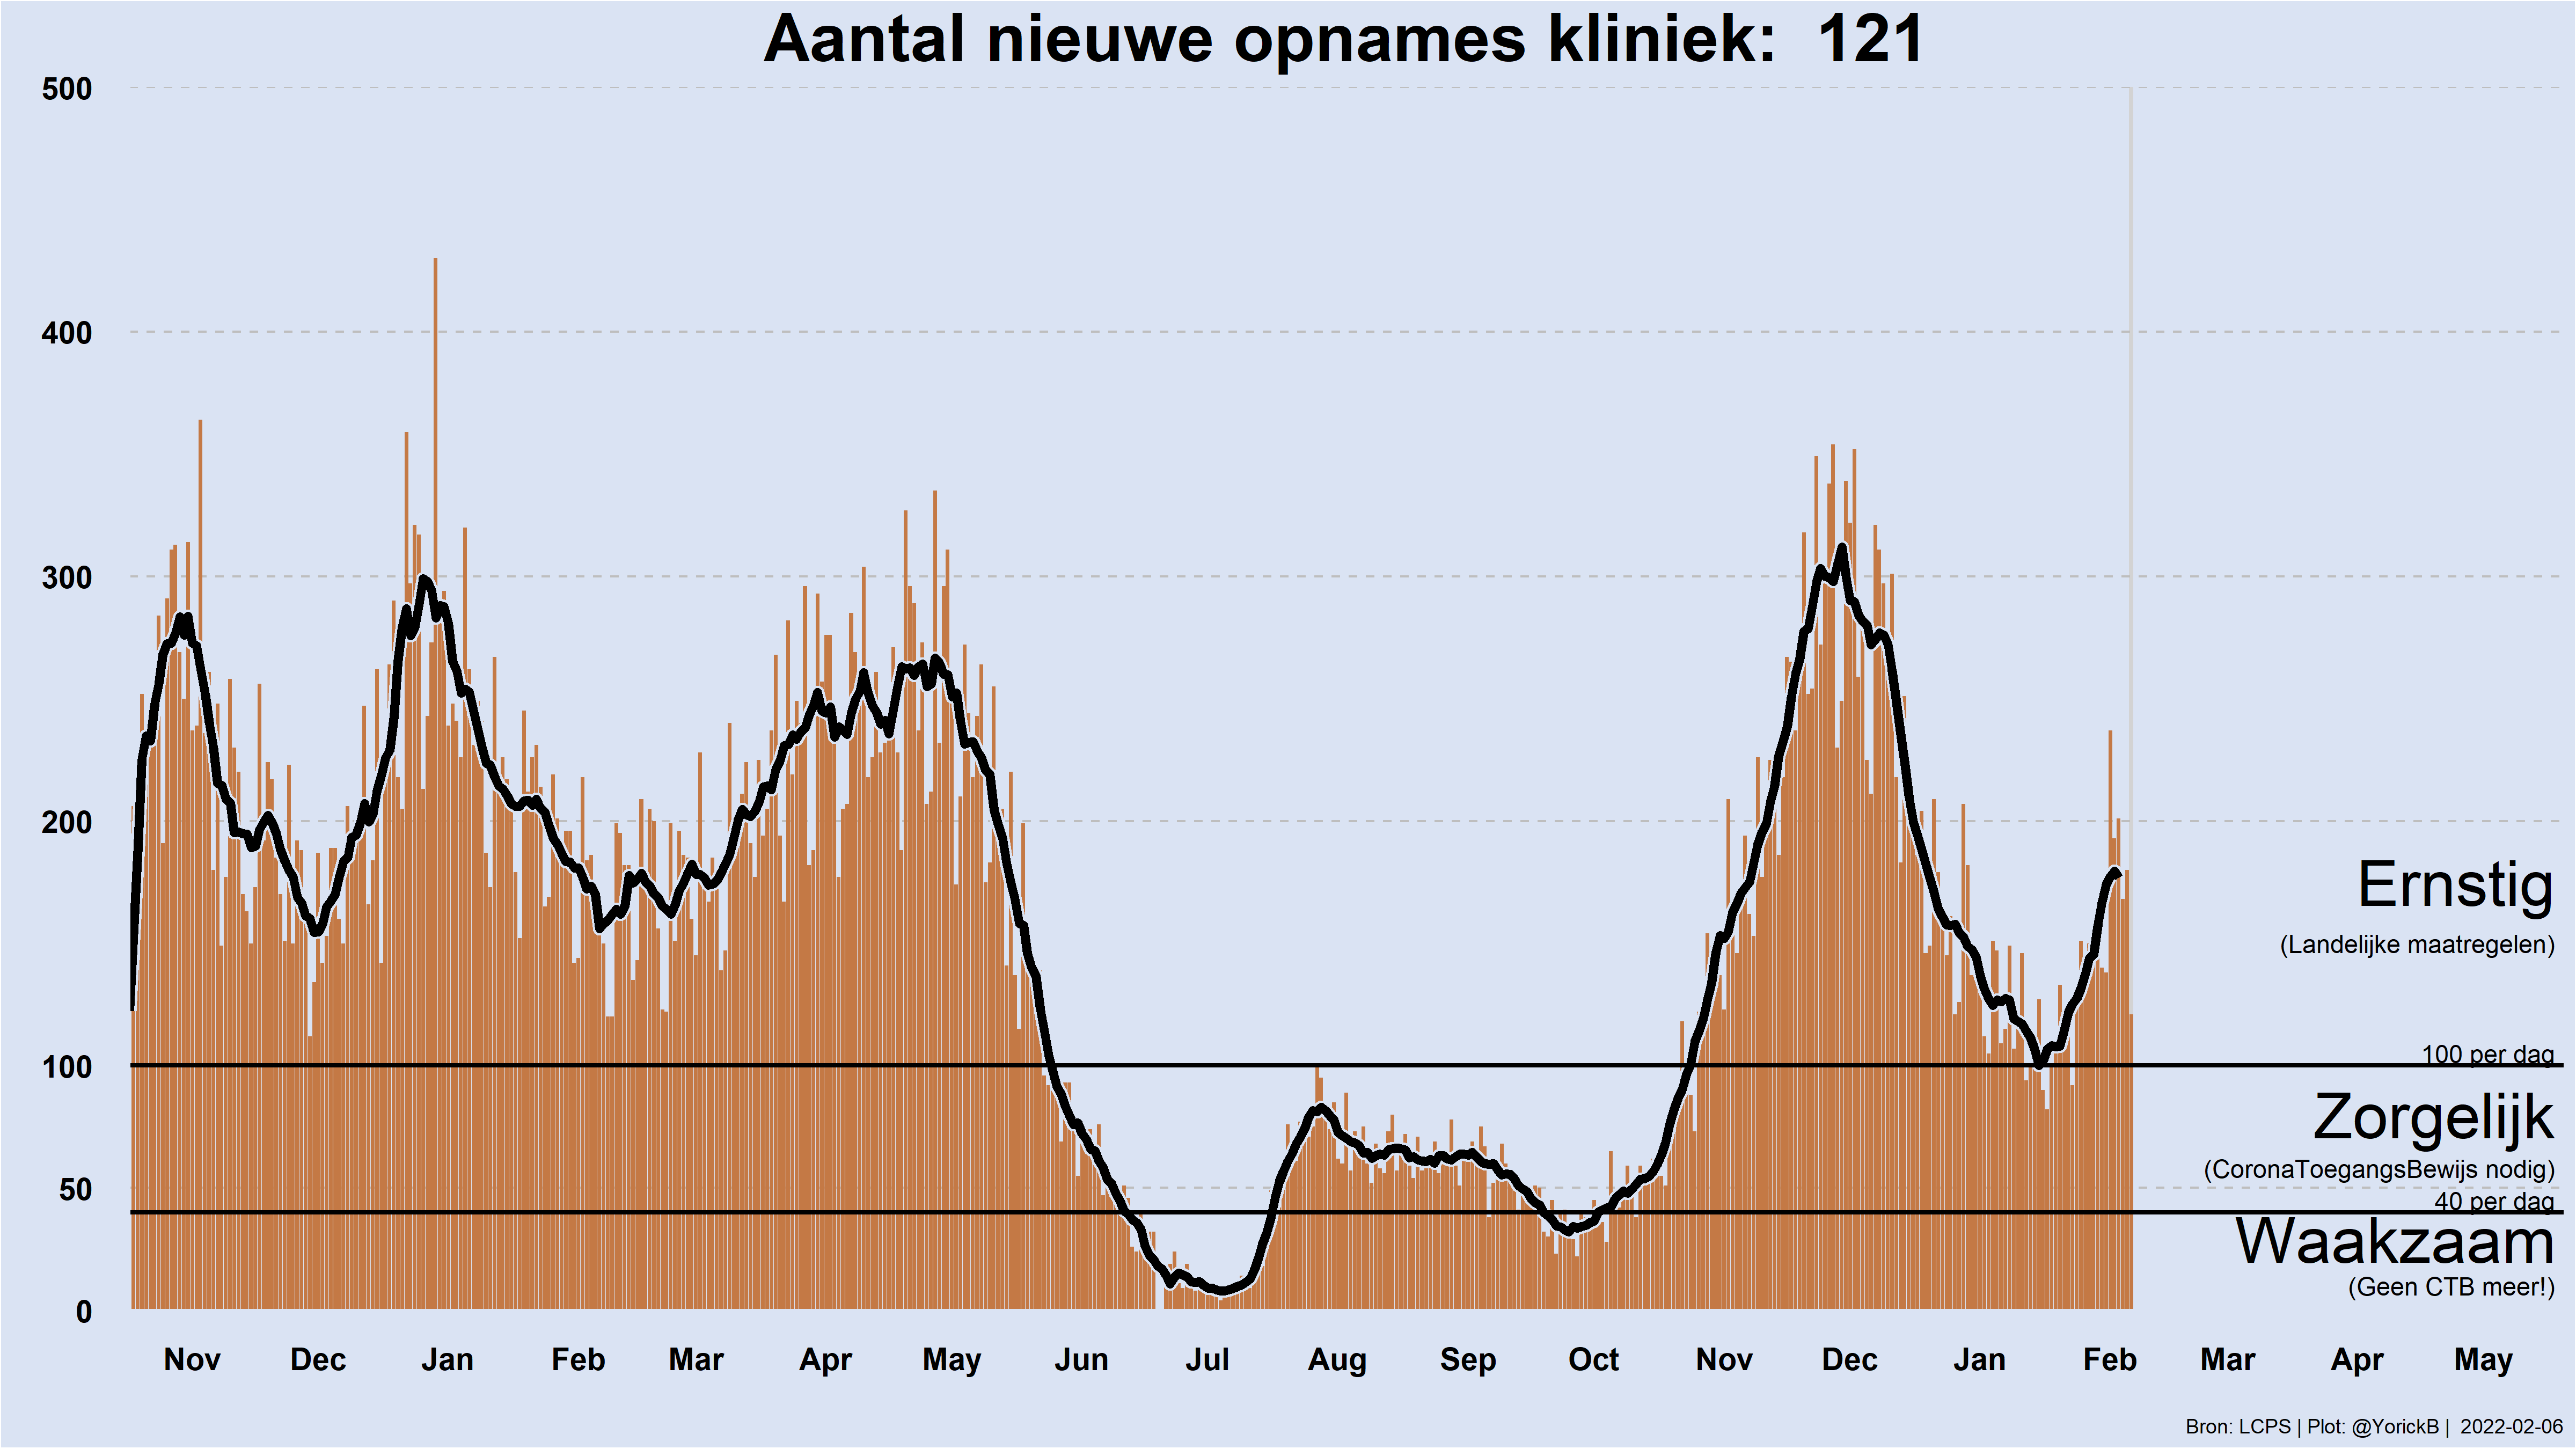 Aantal nieuwe opnames kliniek: 121
500
400
300
200
100
50
0
Ernstig
(Landelijke maatregelen)
100 per dag
Zorgelijk
(CoronaToegangsBewijs nodig)
40 per dag
Waakzaam
(Geen CTB meer!)
Nov Dec Jan Feb Mar Apr May Jun Jul Aug Sep Oct Nov Dec Jan Feb Mar Apr May
Bron: LCPS | Plot: @YorickB | 2022-02-06